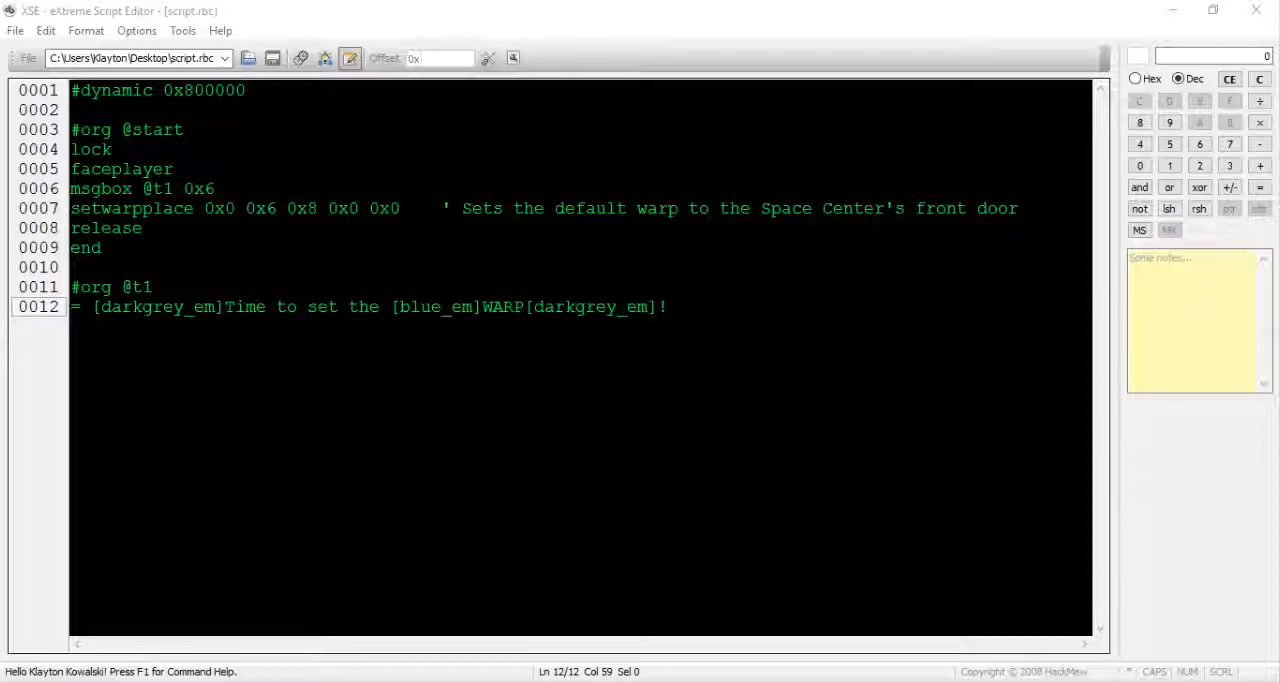 XSE - eXtreme Script Editor - [script.rbc]
File Edit Format Options Tools Help
File C:\Users\Klayton\Desktop\script.rbc Offset 0x
0
Hex Dec CE C
C D E F ÷
8 9 A B ×
4 5 6 7 -
0 1 2 3 +
and or xor +/- =
not lsh rsh ptr
MS MR
Some notes...
0001 #dynamic 0x800000
0002
0003 #org @start
0004 lock
0005 faceplayer
0006 msgbox @t1 0x6
0007 setwarpplace 0x0 0x6 0x8 0x0 0x0 ' Sets the default warp to the Space Center's front door
0008 release
0009 end
0010
0011 #org @t1
0012 = [darkgrey_em]Time to set the [blue_em]WARP[darkgrey_em]!
Hello Klayton Kowalski! Press F1 for Command Help. Ln 12/12 Col 59 Sel 0 Copyright © 2008 HackMew CAPS NUM SCRL